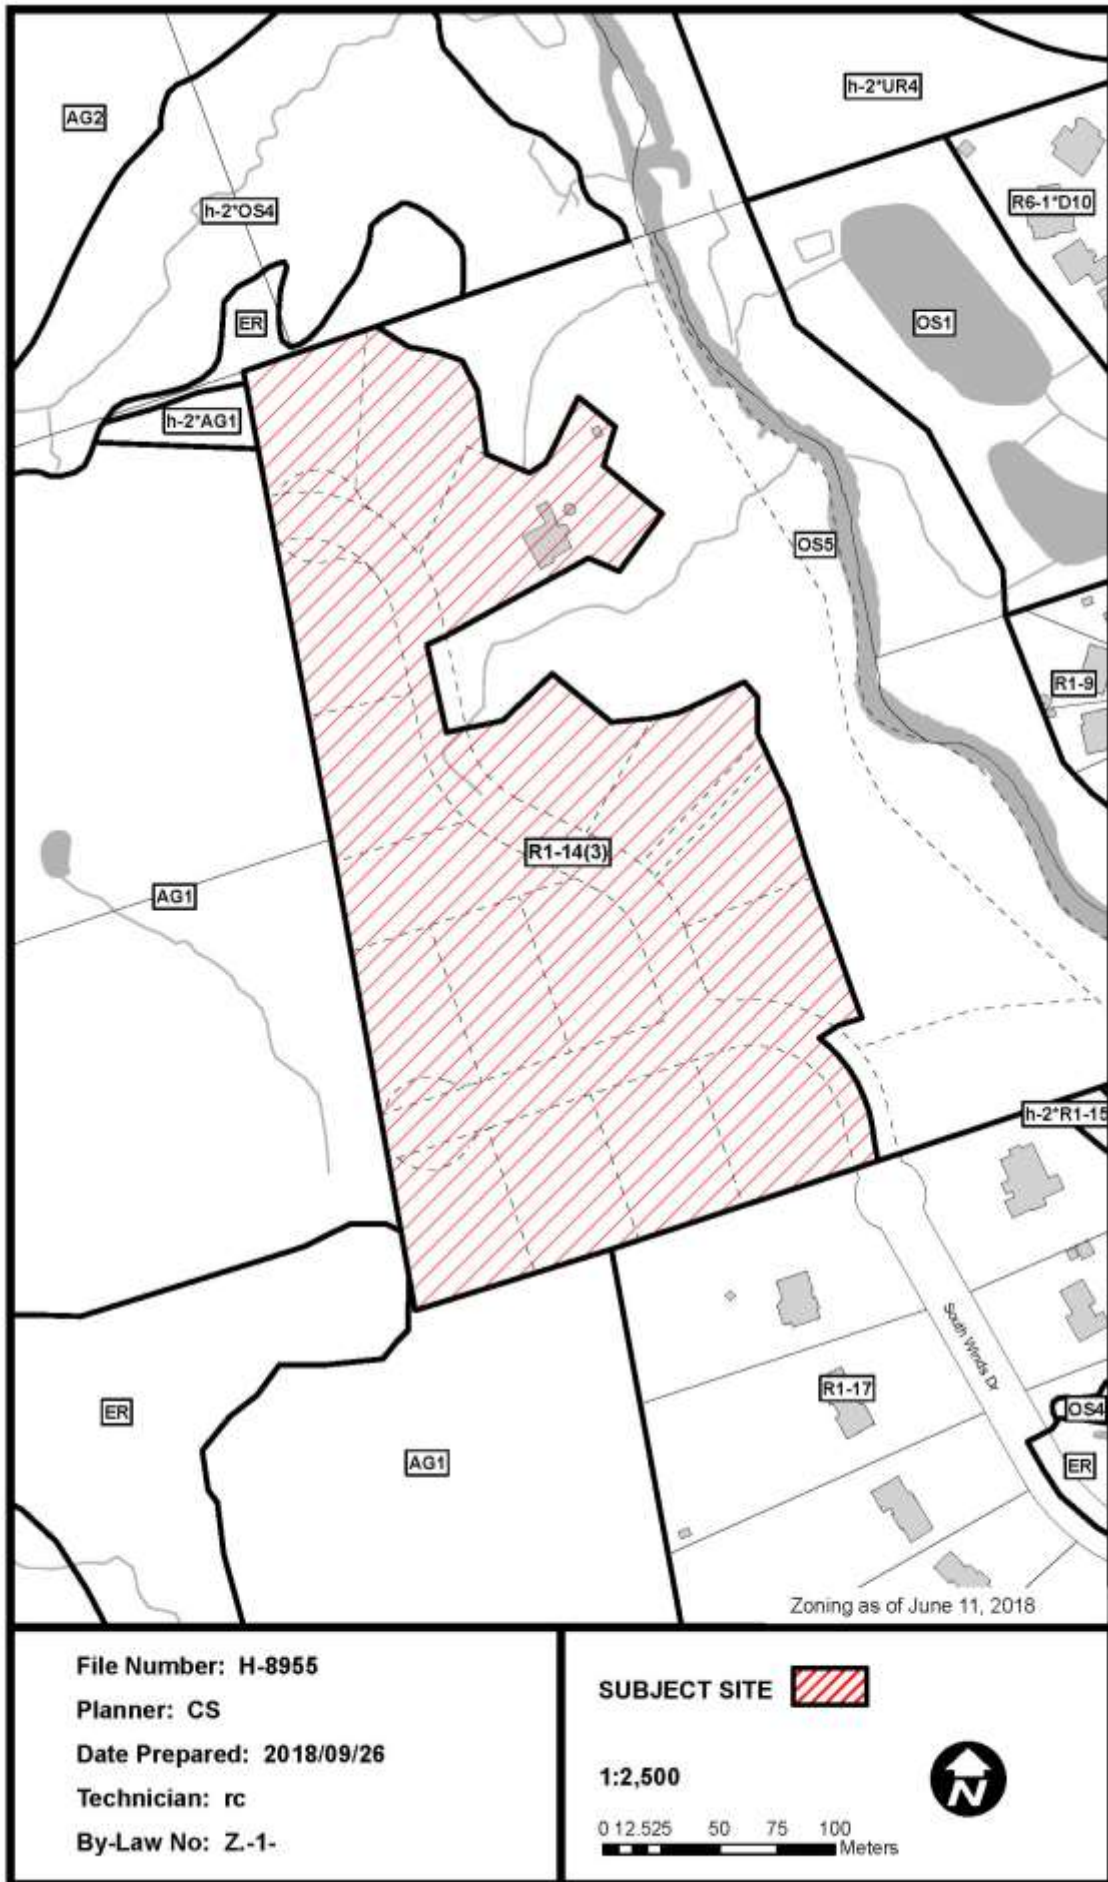 h-2*UR4
AG2
R6-1*D10
h-2*OS4
ER
OS1
h-2*AG1
OS5
R1-9
R1-14(3)
AG1
h-2*R1-15
South Winds Dr
R1-17
OS4
ER
AG1
ER
Zoning as of June 11, 2018
File Number: H-8955
Planner: CS
Date Prepared: 2018/09/26
Technician: rc
By-Law No: Z.-1-
SUBJECT SITE
1:2,500
0 12.525 50 75 100
Meters
N